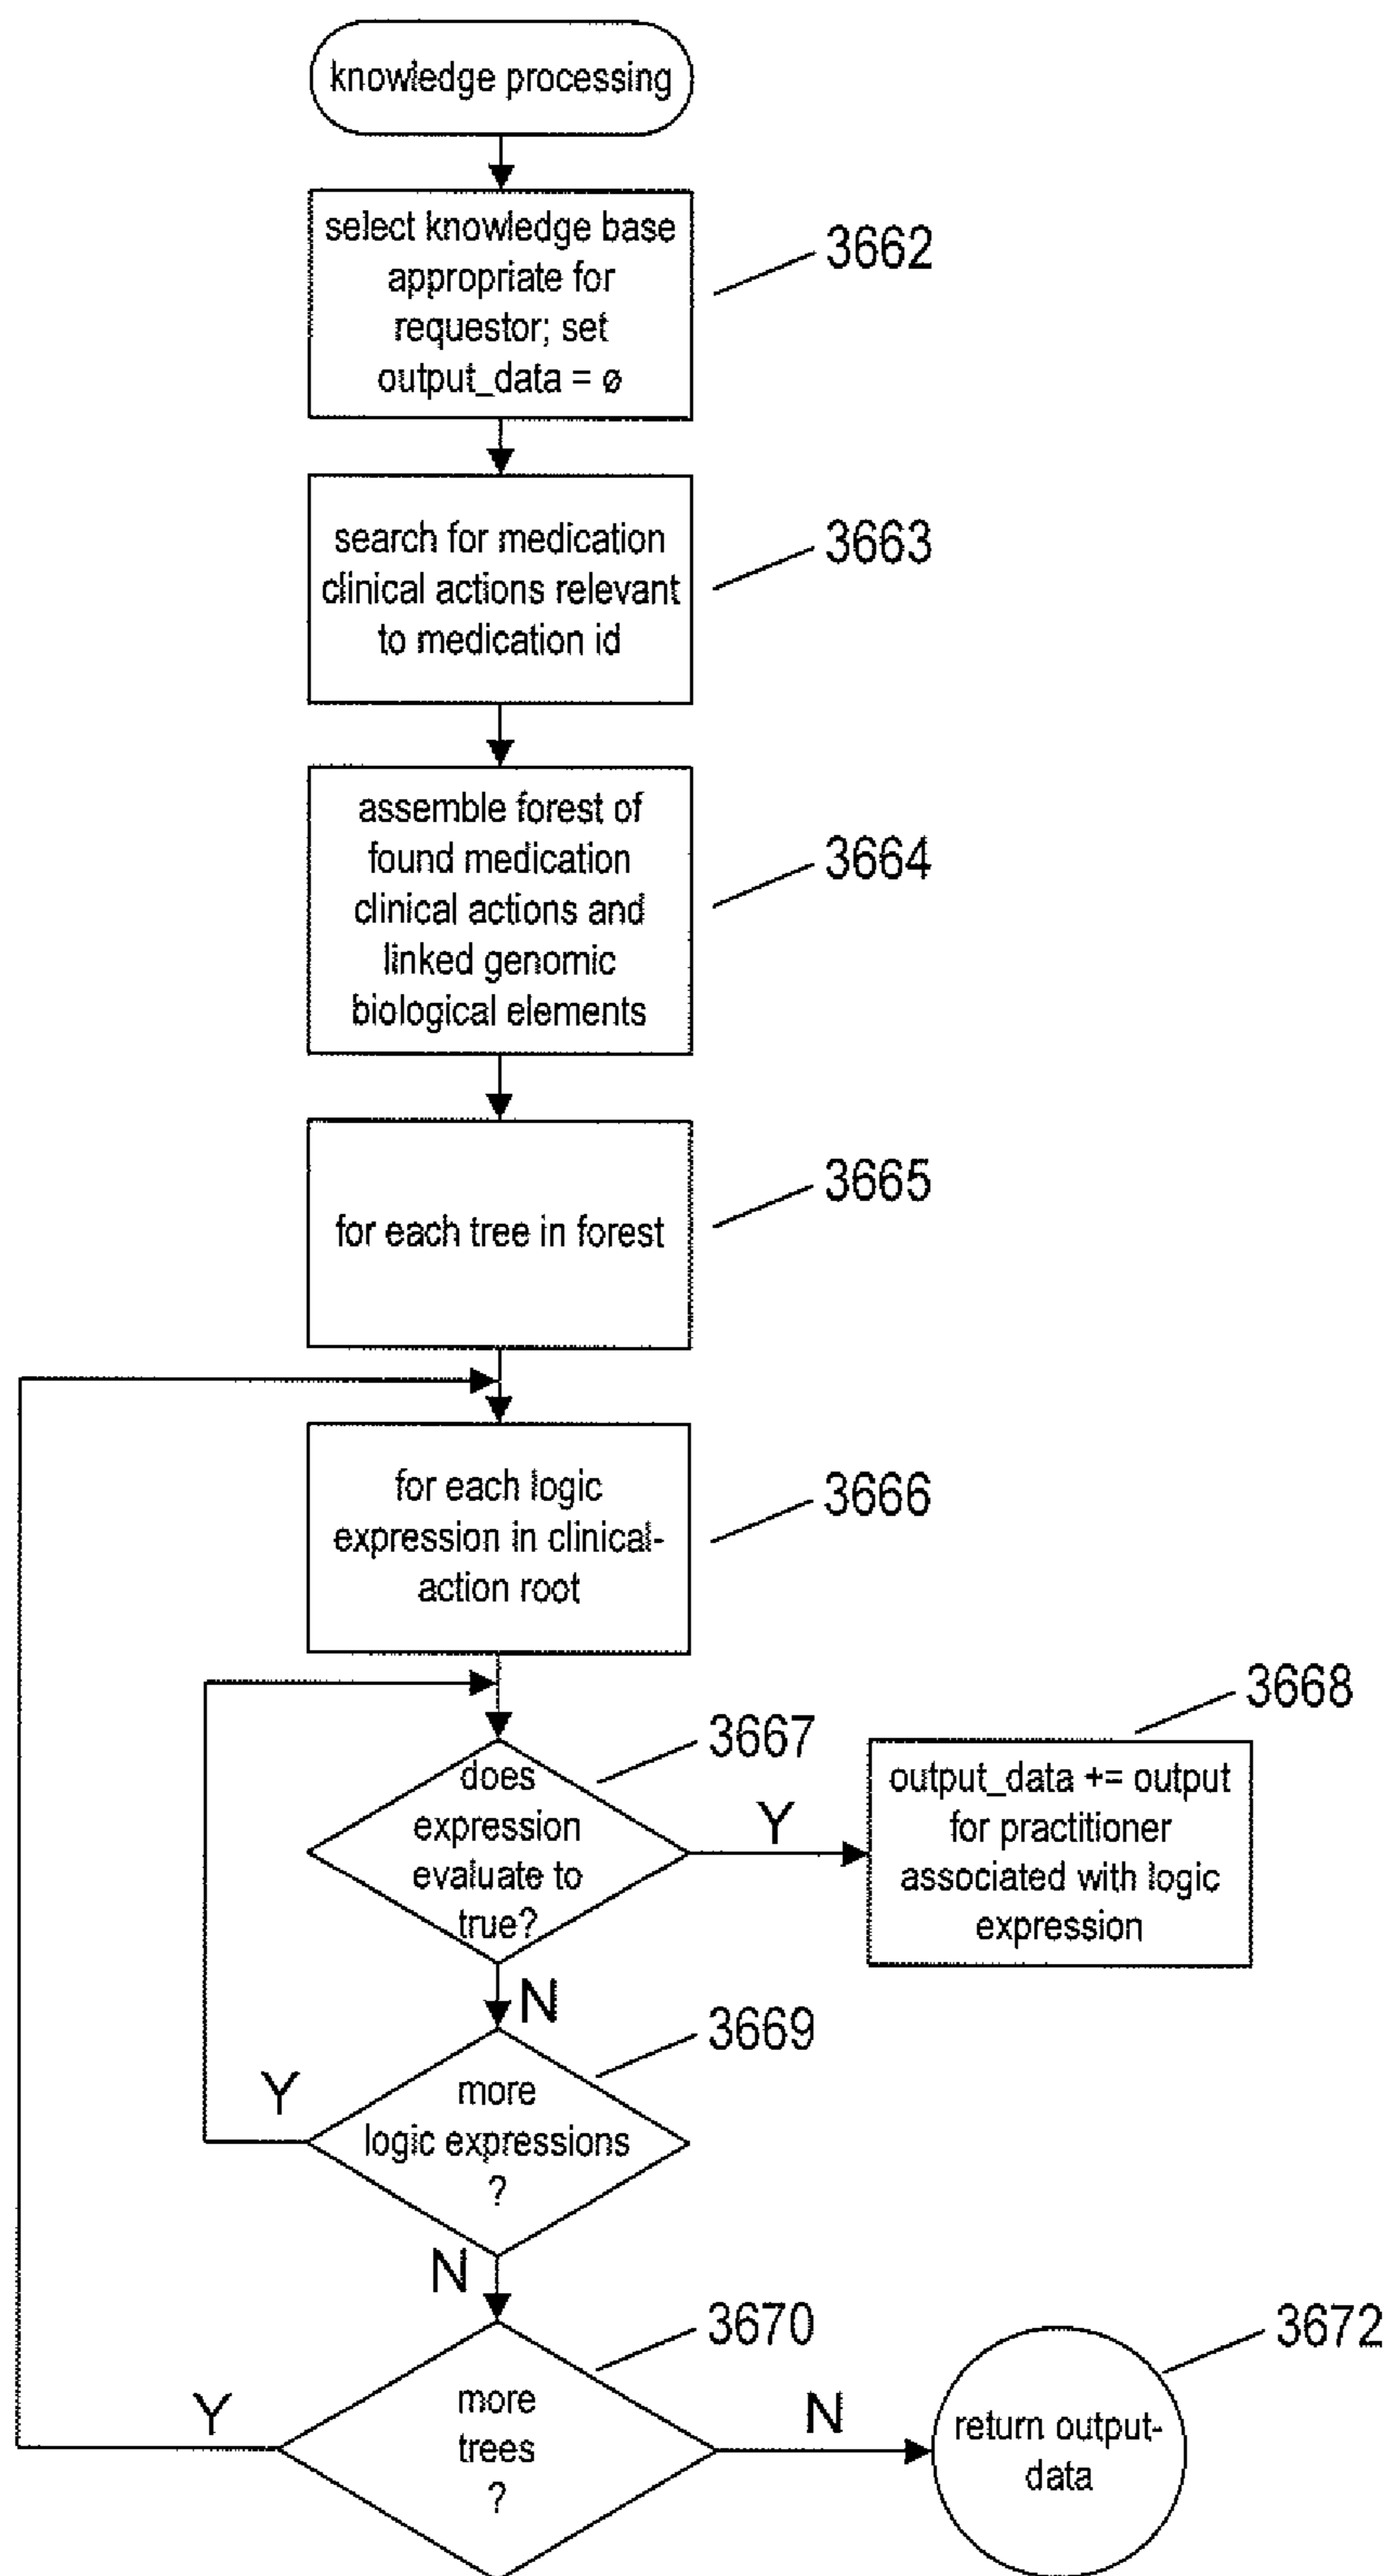 knowledge processing
select knowledge base
appropriate for
requestor; set
output_data = ø
3662
search for medication
clinical actions relevant
to medication id
3663
assemble forest of
found medication
clinical actions and
linked genomic
biological elements
3664
for each tree in forest
3665
for each logic
expression in clinical-
action root
3666
does
expression
evaluate to
true?
3667
Y
output_data += output
for practitioner
associated with logic
expression
3668
N
more
logic expressions
?
3669
Y
N
more
trees
?
3670
Y
N
return output-
data
3672